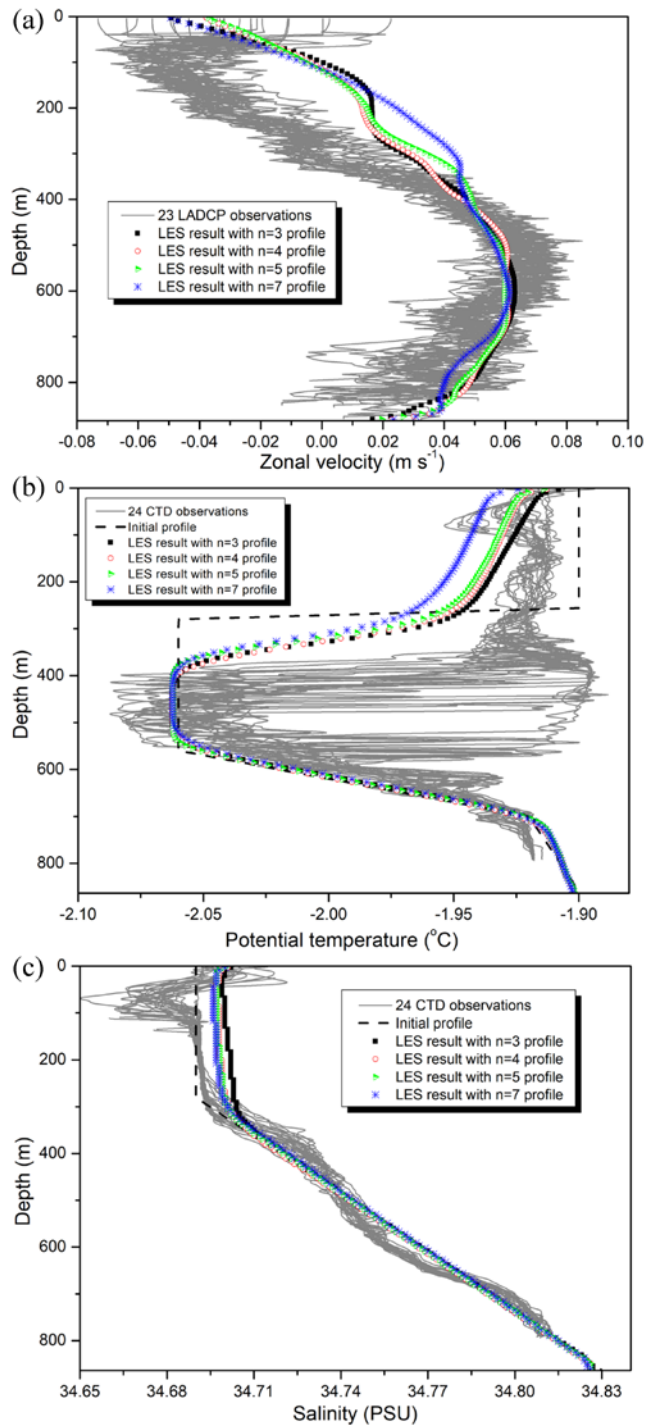 (a)
0
200
400
600
800
Depth (m)
23 LADCP observations
LES result with n=3 profile
LES result with n=4 profile
LES result with n=5 profile
LES result with n=7 profile
-0.08 -0.06 -0.04 -0.02 0.00 0.02 0.04 0.06 0.08 0.10
Zonal velocity (m s⁻¹)
(b)
0
200
400
600
800
Depth (m)
24 CTD observations
Initial profile
LES result with n=3 profile
LES result with n=4 profile
LES result with n=5 profile
LES result with n=7 profile
-2.10 -2.05 -2.00 -1.95 -1.90
Potential temperature (°C)
(c)
0
200
400
600
800
Depth (m)
24 CTD observations
Initial profile
LES result with n=3 profile
LES result with n=4 profile
LES result with n=5 profile
LES result with n=7 profile
34.65 34.68 34.71 34.74 34.77 34.80 34.83
Salinity (PSU)